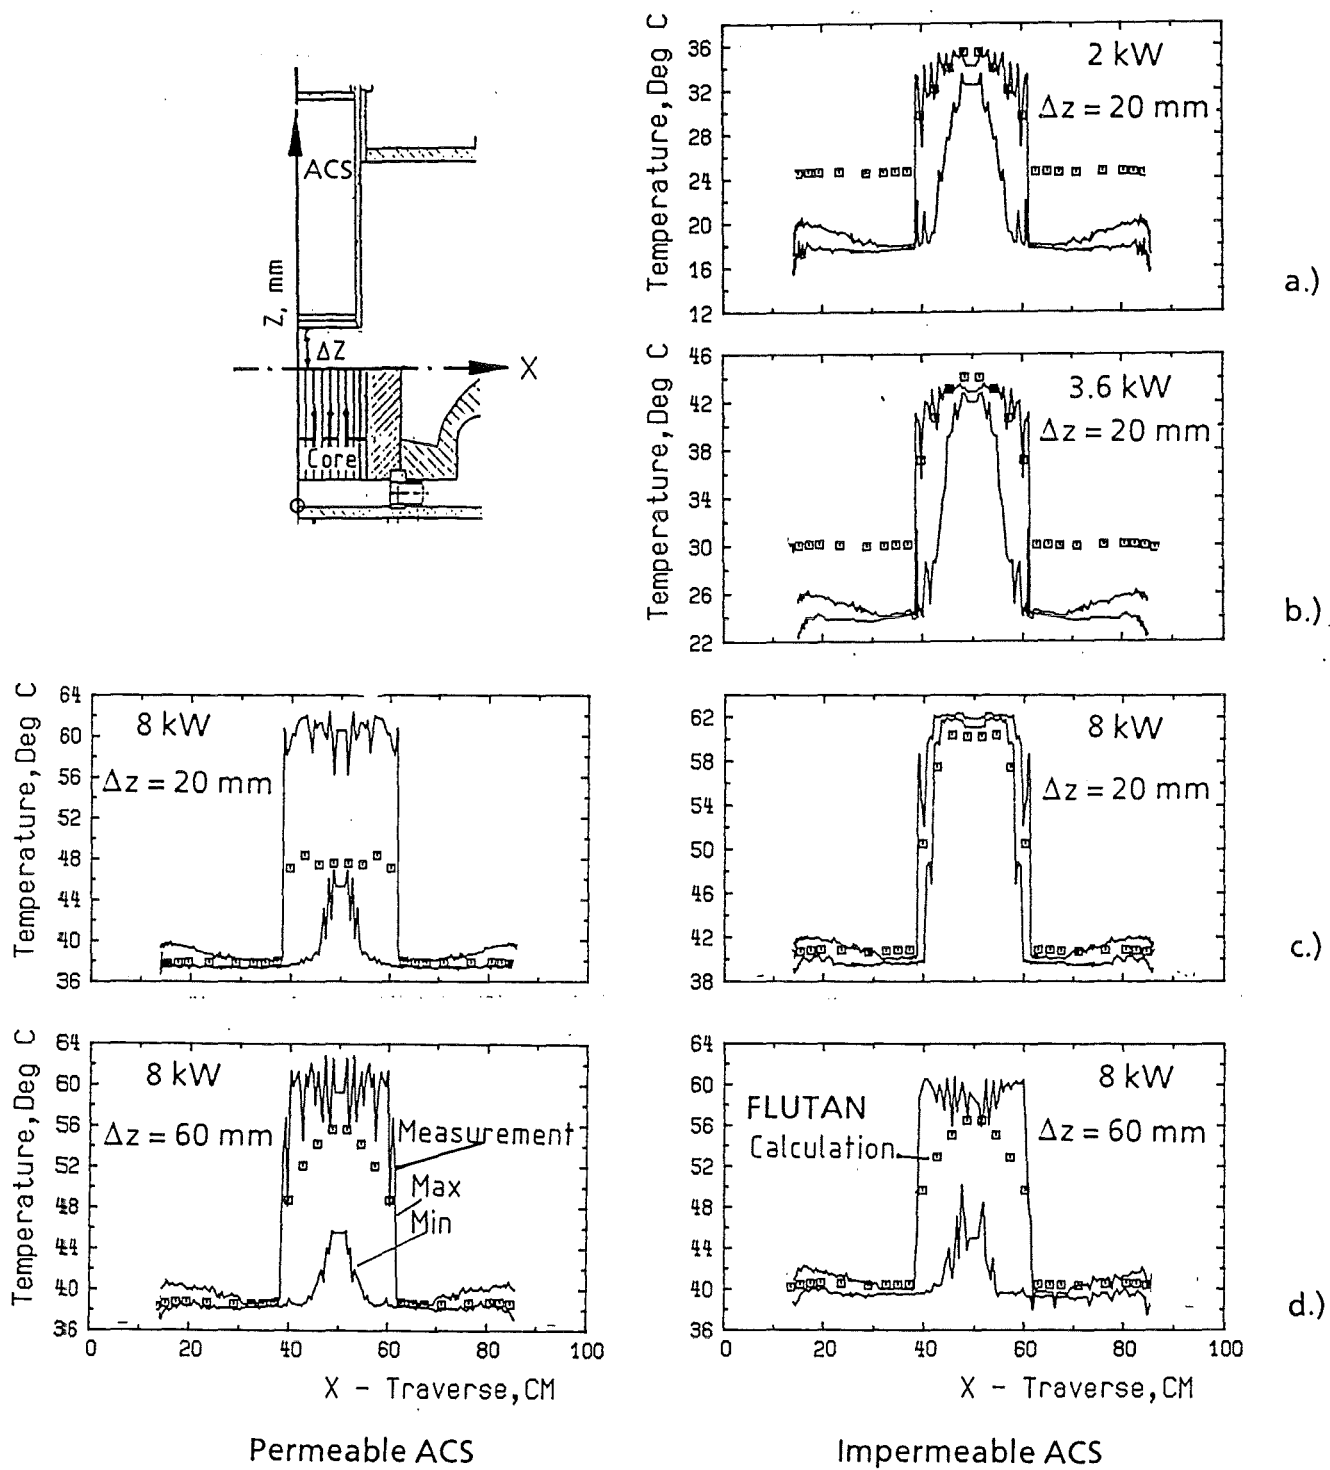 ACS
Z, mm
ΔZ
X
Core
Temperature, Deg C
36
32
28
24
20
16
12
2 kW
Δz = 20 mm
a.)
Temperature, Deg C
46
42
38
34
30
26
22
3.6 kW
Δz = 20 mm
b.)
Temperature, Deg C
64
60
56
52
48
44
40
36
8 kW
Δz = 20 mm
62
58
54
50
46
42
38
8 kW
Δz = 20 mm
c.)
Temperature, Deg C
64
60
56
52
48
44
40
36
8 kW
Δz = 60 mm
Measurement
Max
Min
0 20 40 60 80 100
X - Traverse, CM
64
60
56
52
48
44
40
36
8 kW
FLUTAN
Calculation
Δz = 60 mm
d.)
0 20 40 60 80 100
X - Traverse, CM
Permeable ACS
Impermeable ACS